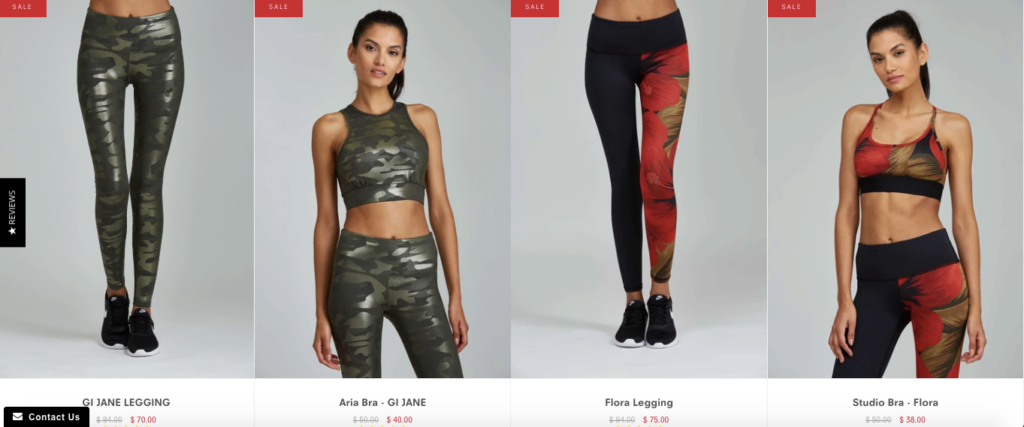 SALE
SALE
SALE
SALE
★ REVIEWS
GI JANE LEGGING
$ 94.00 $ 70.00
Aria Bra - GI JANE
$ 50.00 $ 40.00
Flora Legging
$ 94.00 $ 75.00
Studio Bra - Flora
$ 50.00 $ 38.00
Contact Us